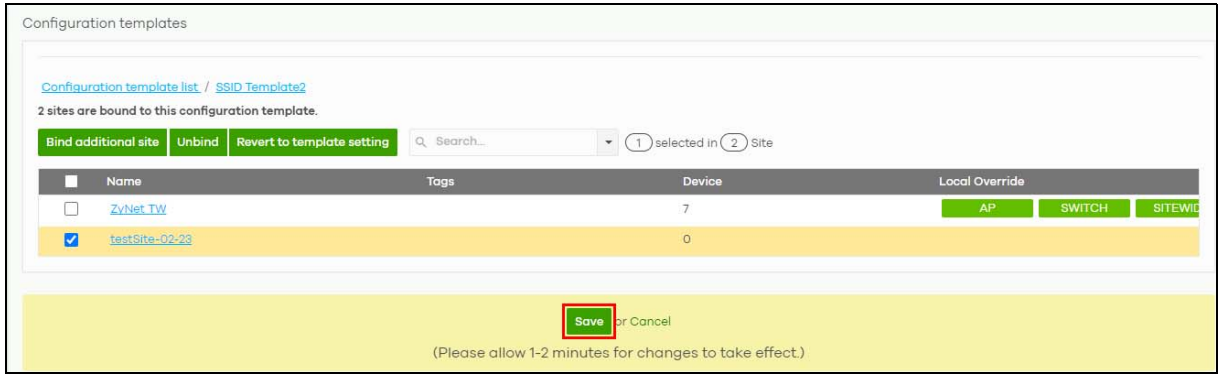 Configuration templates
Configuration template list / SSID Template2
2 sites are bound to this configuration template.
Bind additional site Unbind Revert to template setting Search... 1 selected in 2 Site
Name Tags Device Local Override
ZyNet TW 7 AP SWITCH SITEWID
testSite-02-23 0
Save or Cancel
(Please allow 1-2 minutes for changes to take effect.)